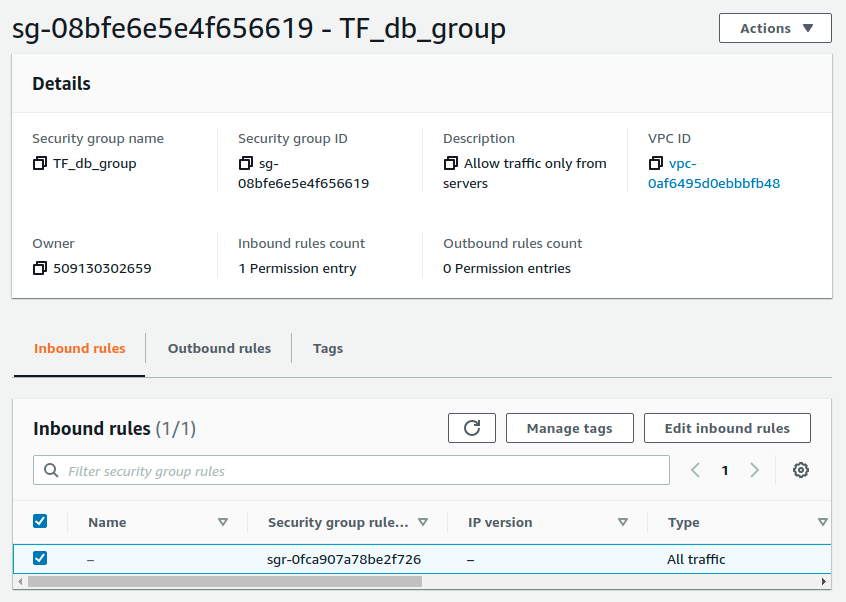 sg-08bfe6e5e4f656619 - TF_db_group
Actions
Details
Security group name
TF_db_group
Security group ID
sg-
08bfe6e5e4f656619
Description
Allow traffic only from
servers
VPC ID
vpc-
0af6495d0ebbbfb48
Owner
509130302659
Inbound rules count
1 Permission entry
Outbound rules count
0 Permission entries
Inbound rules
Outbound rules
Tags
Inbound rules (1/1)
Manage tags
Edit inbound rules
Filter security group rules
1
Name
Security group rule...
IP version
Type
–
sgr-0fca907a78be2f726
–
All traffic